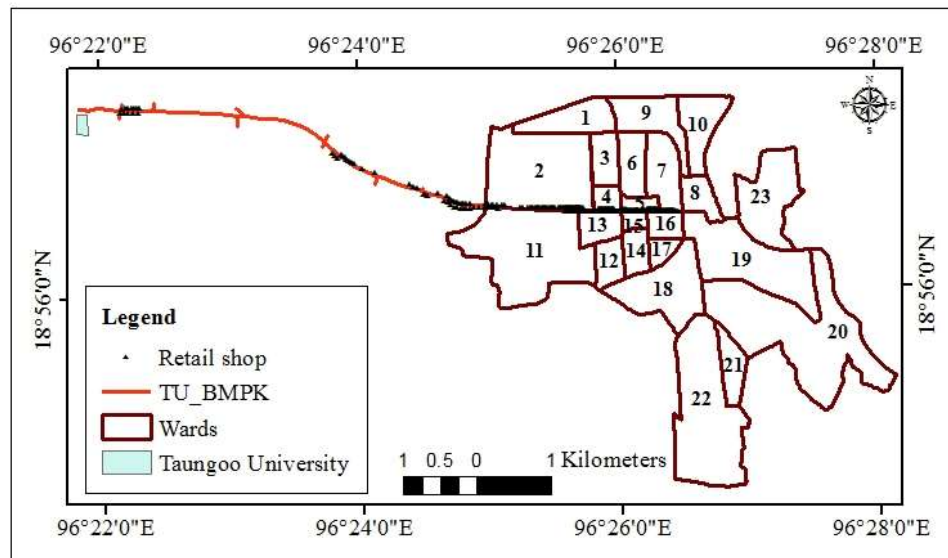 96°22'0"E 96°24'0"E 96°26'0"E 96°28'0"E
N
W E
S
1 9 10
2 3 6 7
23
4 5 8
13 15 16
11 12 14 17 19
18
20
21
22
18°56'0"N
18°56'0"N
Legend
Retail shop
TU_BMPK
Wards
Taungoo University
1 0.5 0 1 Kilometers
96°22'0"E 96°24'0"E 96°26'0"E 96°28'0"E